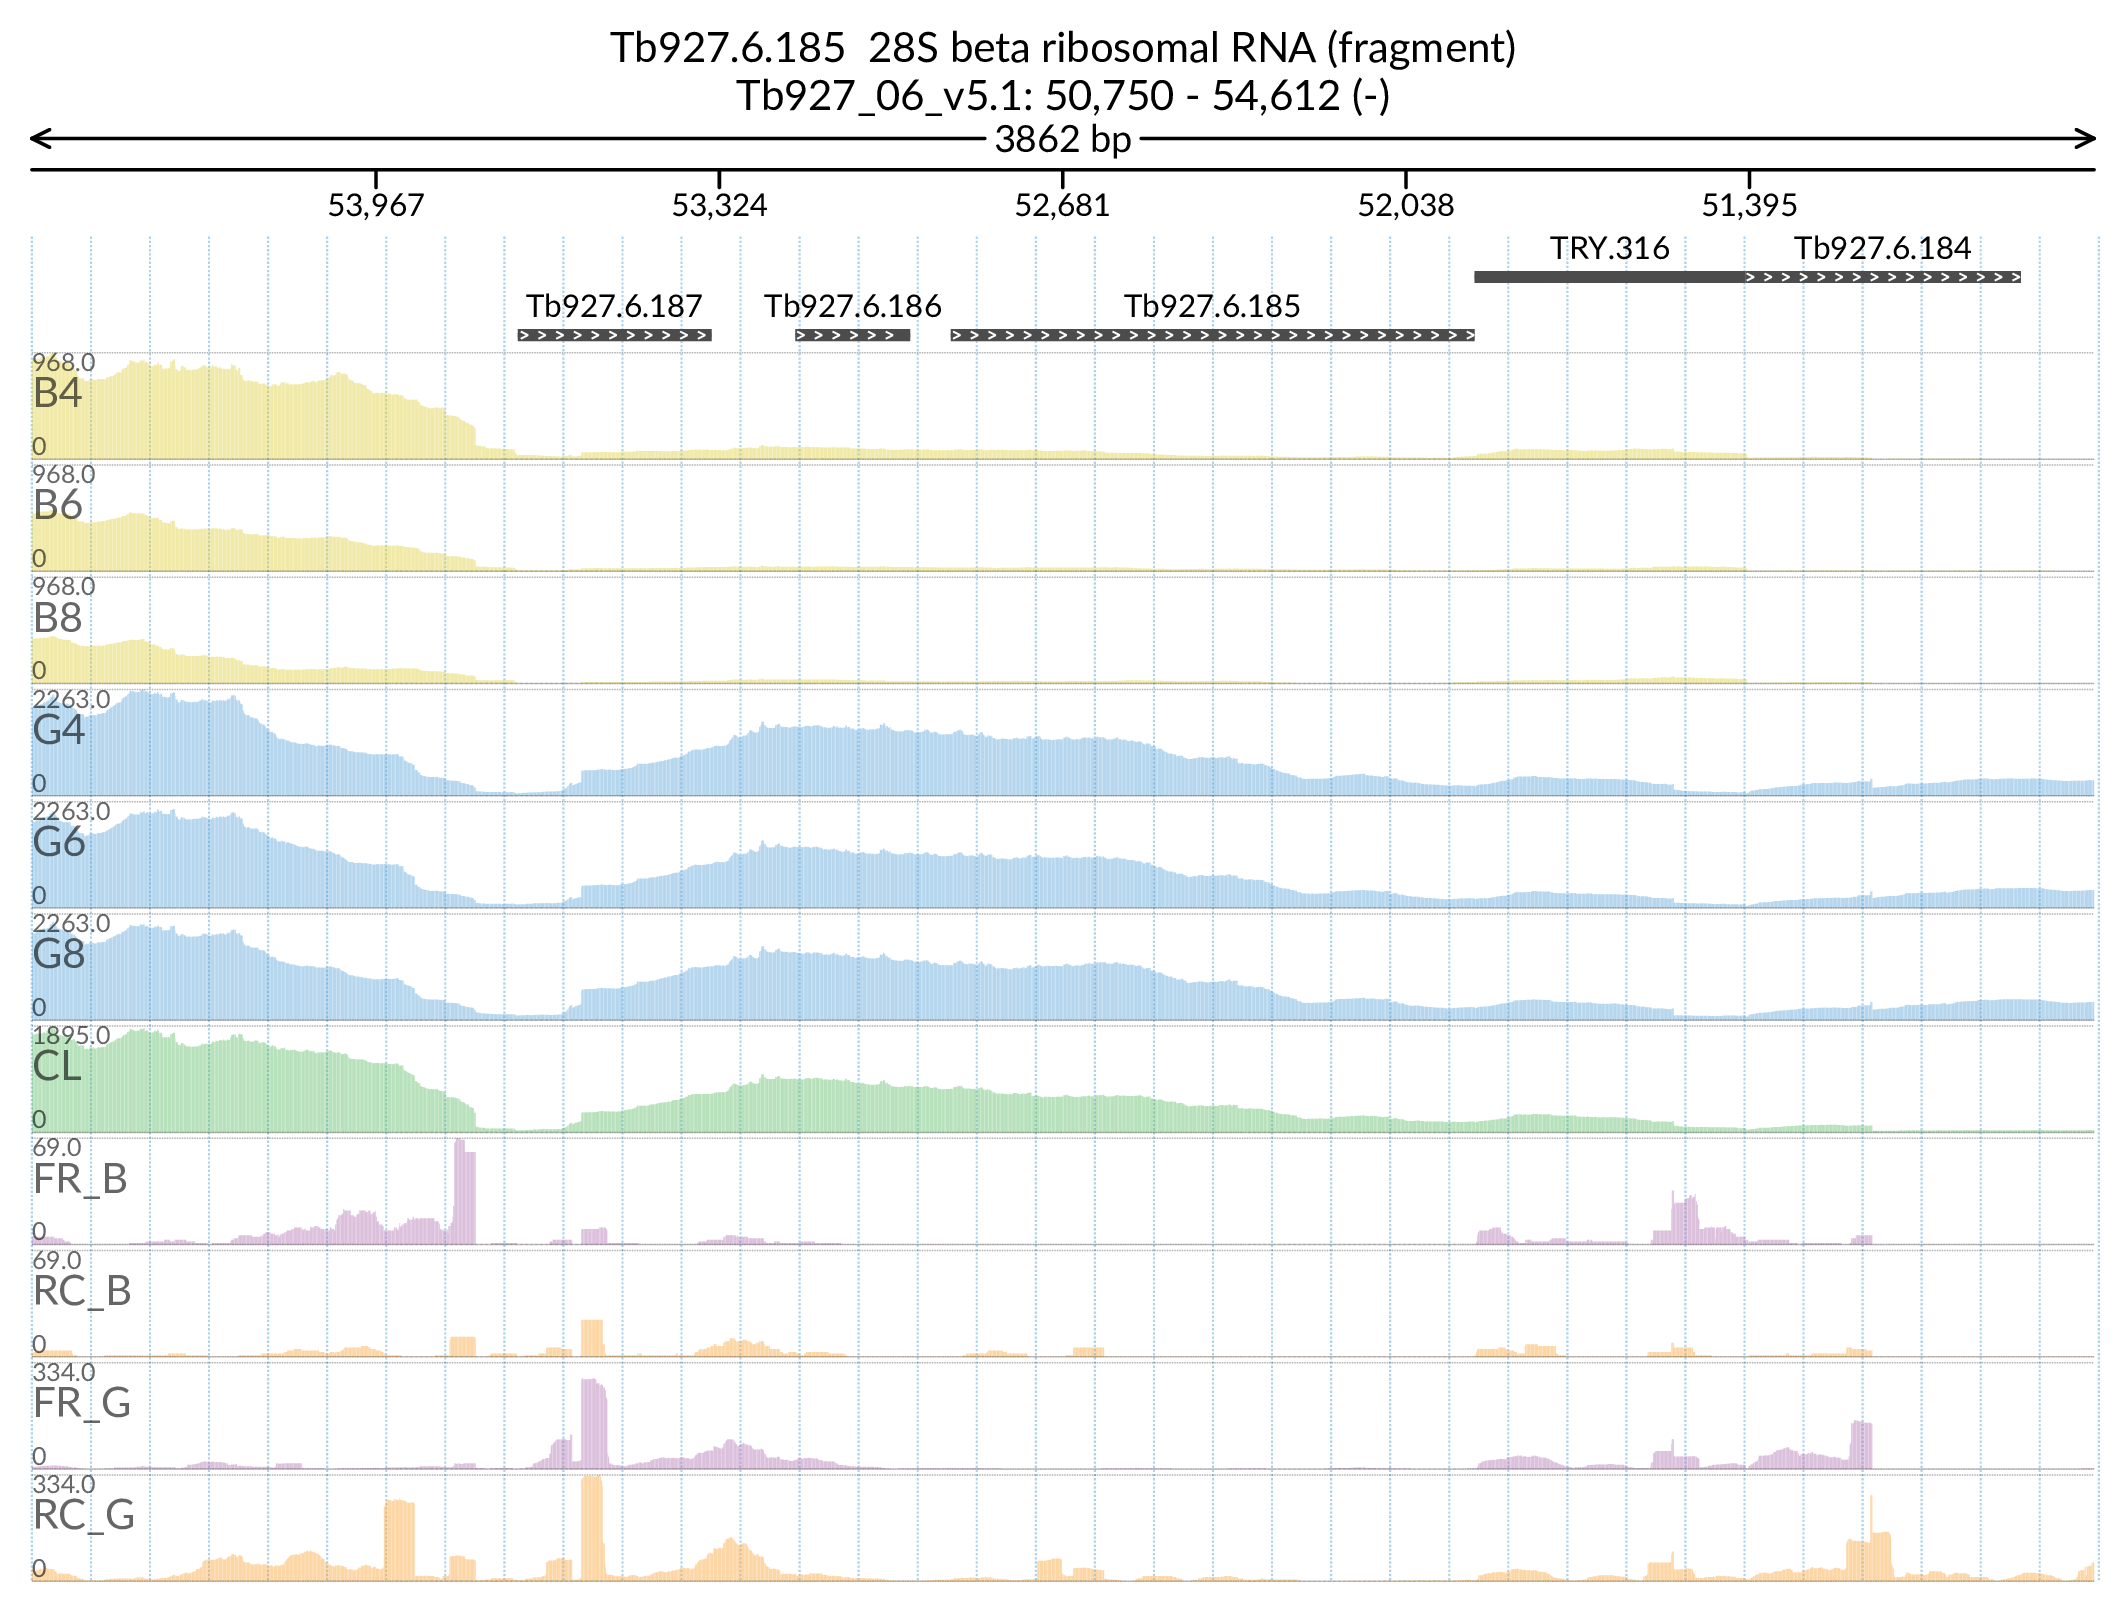 Tb927.6.185  28S beta ribosomal RNA (fragment)
Tb927_06_v5.1: 50,750 - 54,612 (-)
3862 bp
53,967 53,324 52,681 52,038 51,395
TRY.316 Tb927.6.184
Tb927.6.187 Tb927.6.186 Tb927.6.185
968.0
B4
0
968.0
B6
0
968.0
B8
0
2263.0
G4
0
2263.0
G6
0
2263.0
G8
0
1895.0
CL
0
69.0
FR_B
0
69.0
RC_B
0
334.0
FR_G
0
334.0
RC_G
0